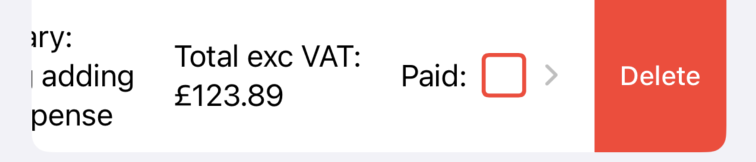 ary:
adding
pense
Total exc VAT:
£123.89
Paid:
Delete